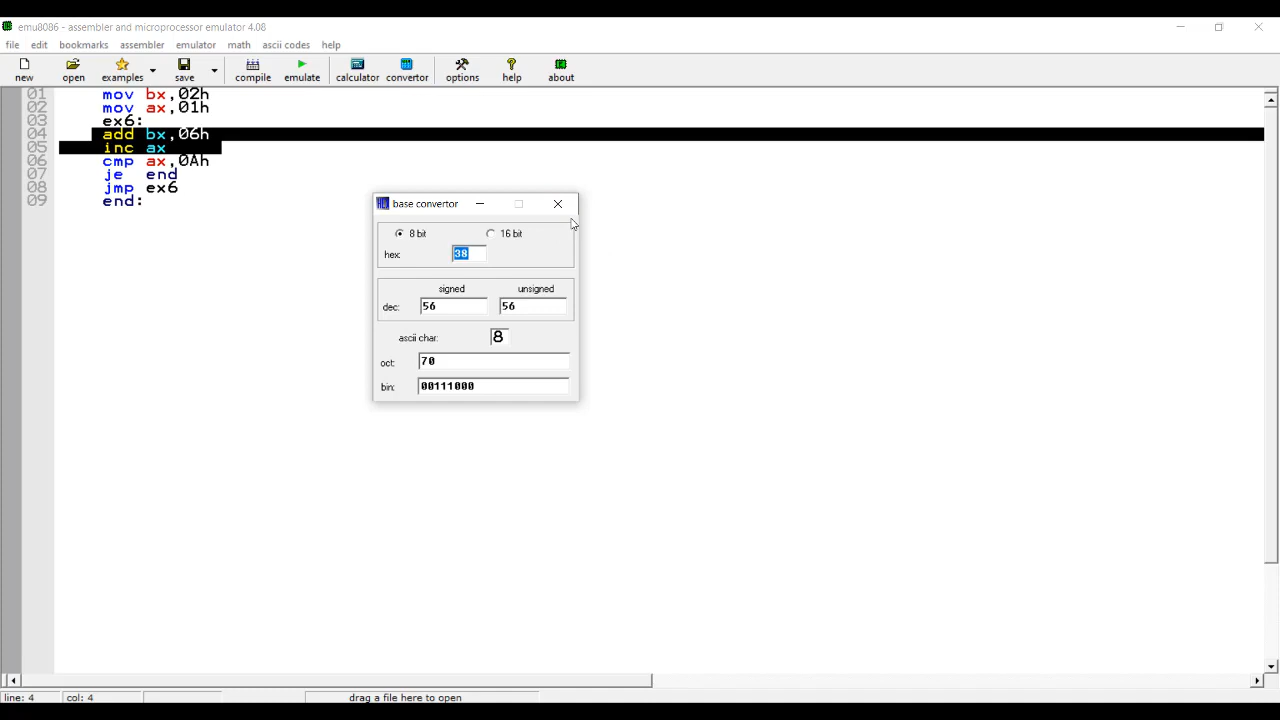 emu8086 - assembler and microprocessor emulator 4.08
file edit bookmarks assembler emulator math ascii codes help
new open examples save compile emulate calculator convertor options help about
01 mov bx,02h
02 mov ax,01h
03 ex6:
04 add bx,06h
05 inc ax
06 cmp ax,0Ah
07 je end
08 jmp ex6
09 end:
base convertor
8 bit 16 bit
hex: 38
signed unsigned
dec: 56 56
ascii char: 8
oct: 70
bin: 00111000
line: 4 col: 4 drag a file here to open